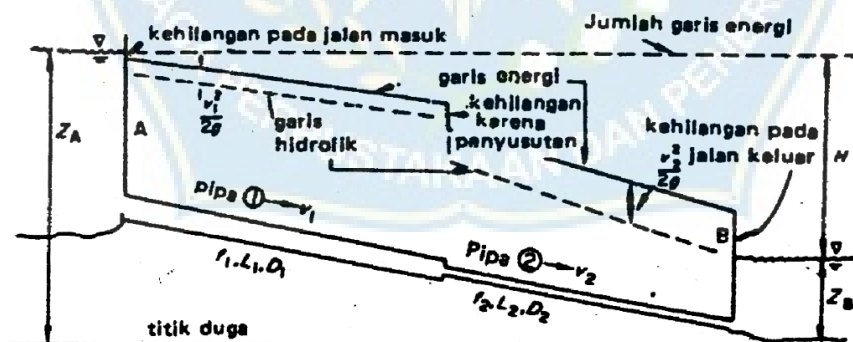 kehilangan pada jalan masuk
Jumlah garis energi
garis energi
kehilangan
karena
penyusutan
v₁²
2g
garis
hidrolik
kehilangan pada
jalan keluar
v₂²
2g
Z_A
A
H
B
pipa ① v₁
Pipa ② v₂
f₁, L₁, D₁
f₂, L₂, D₂
Z_B
titik duga